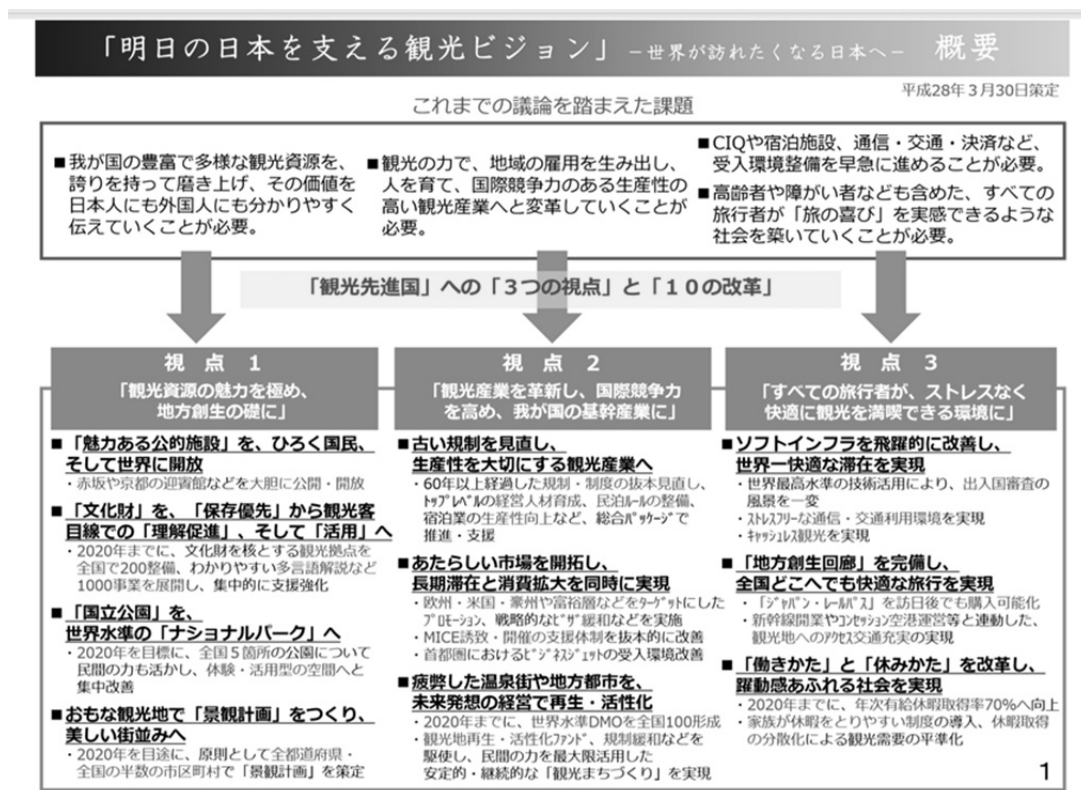 「明日の日本を支える観光ビジョン」－世界が訪れたくなる日本へ－　概要
平成28年３月30日策定
これまでの議論を踏まえた課題
■我が国の豊富で多様な観光資源を、
誇りを持って磨き上げ、その価値を
日本人にも外国人にも分かりやすく
伝えていくことが必要。
■観光の力で、地域の雇用を生み出し、
人を育て、国際競争力のある生産性の
高い観光産業へと変革していくことが
必要。
■CIQや宿泊施設、通信・交通・決済など、
受入環境整備を早急に進めることが必要。
■高齢者や障がい者なども含めた、すべての
旅行者が「旅の喜び」を実感できるような
社会を築いていくことが必要。
「観光先進国」への「３つの視点」と「１０の改革」
視 点 １
「観光資源の魅力を極め、
地方創生の礎に」
■「魅力ある公的施設」を、ひろく国民、
そして世界に開放
・赤坂や京都の迎賓館などを大胆に公開・開放
■「文化財」を、「保存優先」から観光客
目線での「理解促進」、そして「活用」へ
・2020年までに、文化財を核とする観光拠点を
全国で200整備、わかりやすい多言語解説など
1000事業を展開し、集中的に支援強化
■「国立公園」を、
世界水準の「ナショナルパーク」へ
・2020年を目標に、全国５箇所の公園について
民間の力も活かし、体験・活用型の空間へと
集中改善
■おもな観光地で「景観計画」をつくり、
美しい街並みへ
・2020年を目途に、原則として全都道府県・
全国の半数の市区町村で「景観計画」を策定
視 点 ２
「観光産業を革新し、国際競争力
を高め、我が国の基幹産業に」
■古い規制を見直し、
生産性を大切にする観光産業へ
・60年以上経過した規制・制度の抜本見直し、
ﾄｯﾌﾟﾚﾍﾞﾙの経営人材育成、民泊ﾙｰﾙの整備、
宿泊業の生産性向上など、総合ﾊﾟｯｹｰｼﾞで
推進・支援
■あたらしい市場を開拓し、
長期滞在と消費拡大を同時に実現
・欧州・米国・豪州や富裕層などをﾀｰｹﾞｯﾄにした
ﾌﾟﾛﾓｰｼｮﾝ、戦略的なﾋﾞｻﾞ緩和などを実施
・MICE誘致・開催の支援体制を抜本的に改善
・首都圏におけるﾋﾞｼﾞﾈｽｼﾞｪｯﾄの受入環境改善
■疲弊した温泉街や地方都市を、
未来発想の経営で再生・活性化
・2020年までに、世界水準DMOを全国100形成
・観光地再生・活性化ﾌｧﾝﾄﾞ、規制緩和などを
駆使し、民間の力を最大限活用した
安定的・継続的な「観光まちづくり」を実現
視 点 ３
「すべての旅行者が、ストレスなく
快適に観光を満喫できる環境に」
■ソフトインフラを飛躍的に改善し、
世界一快適な滞在を実現
・世界最高水準の技術活用により、出入国審査の
風景を一変
・ｽﾄﾚｽﾌﾘｰな通信・交通利用環境を実現
・ｷｬｯｼｭﾚｽ観光を実現
■「地方創生回廊」を完備し、
全国どこへでも快適な旅行を実現
・「ｼﾞｬﾊﾟﾝ・ﾚｰﾙﾊﾟｽ」を訪日後でも購入可能化
・新幹線開業やｺﾝｾｯｼｮﾝ空港運営等と連動した、
観光地へのｱｸｾｽ交通充実の実現
■「働きかた」と「休みかた」を改革し、
躍動感あふれる社会を実現
・2020年までに、年次有給休暇取得率70%へ向上
・家族が休暇をとりやすい制度の導入、休暇取得
の分散化による観光需要の平準化
1